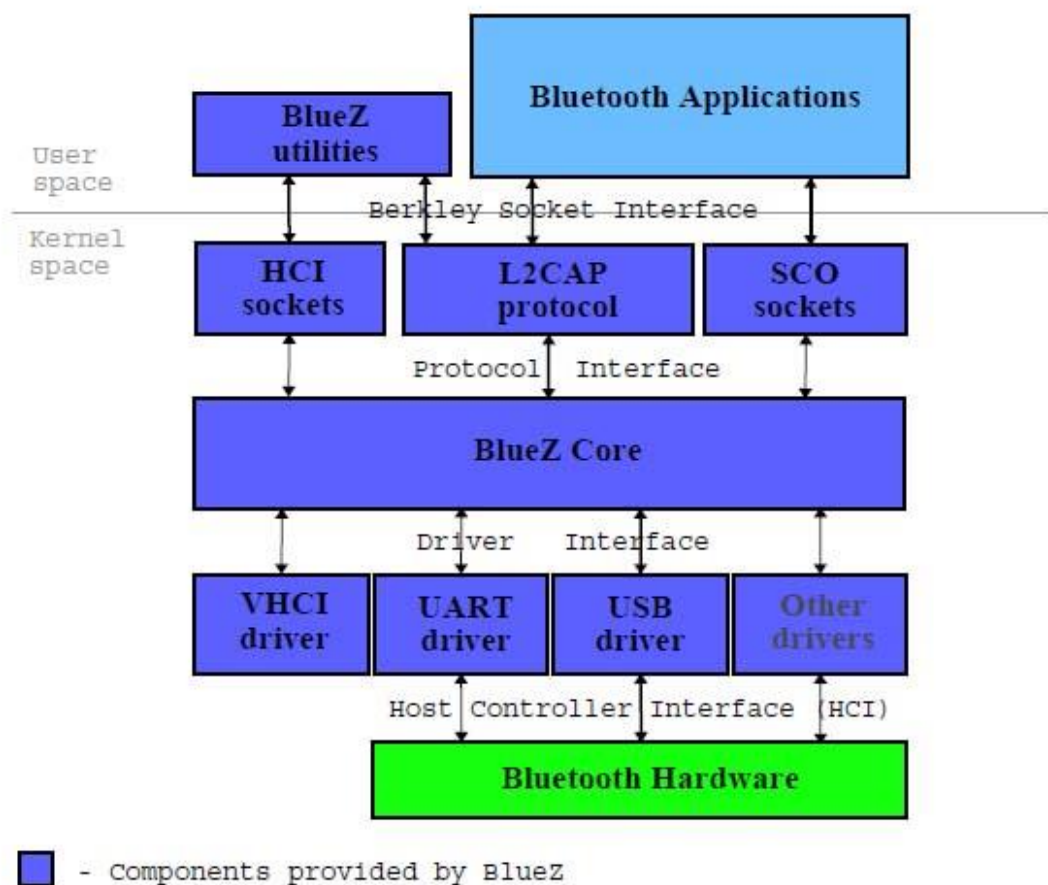 Bluetooth Applications
BlueZ
utilities
User
space
Berkley Socket Interface
Kernel
space
HCI
sockets
L2CAP
protocol
SCO
sockets
Protocol Interface
BlueZ Core
Driver Interface
VHCI
driver
UART
driver
USB
driver
Other
drivers
Host Controller Interface (HCI)
Bluetooth Hardware
- Components provided by BlueZ